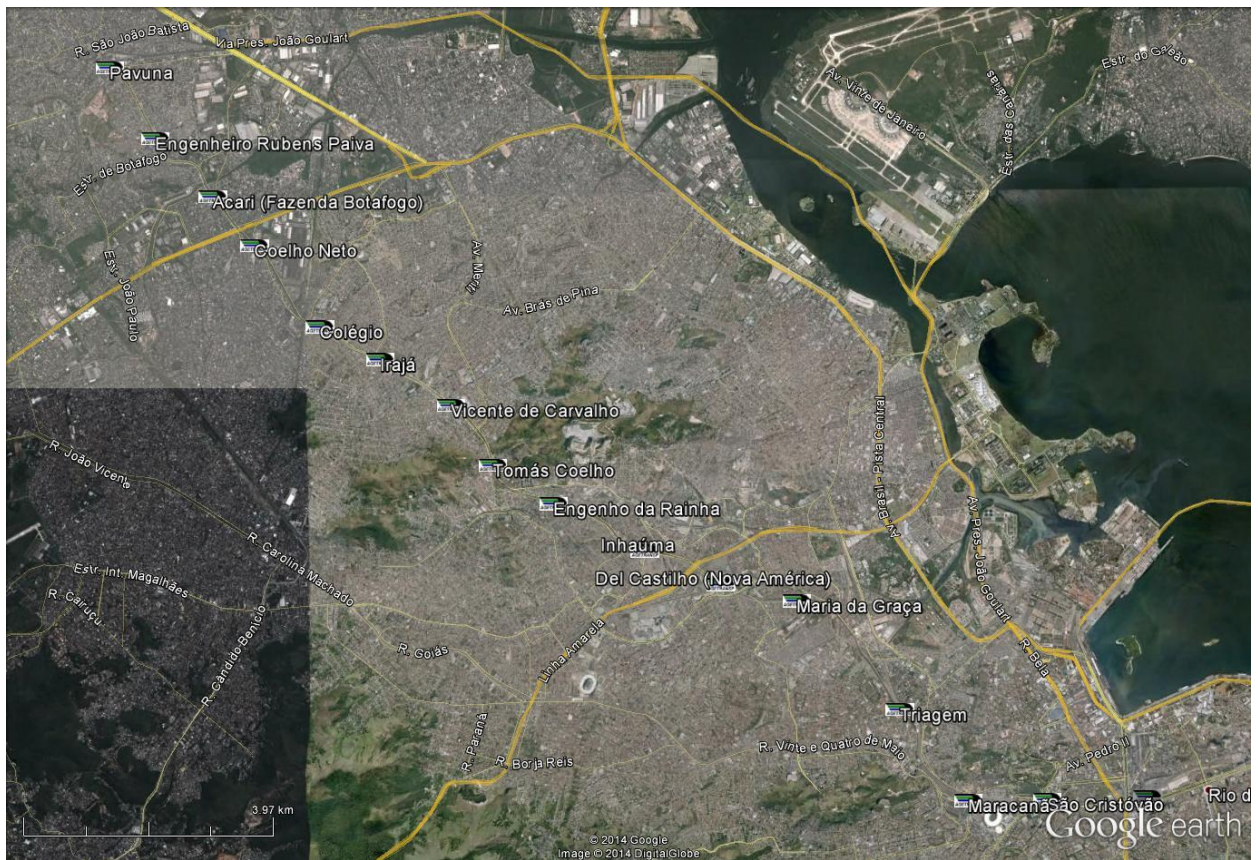 R. São João Batista
Via Pres. João Goulart
Pavuna
Estr. do Galeão
Av. Vinte de Janeiro
Estr. das Canárias
Engenheiro Rubens Paiva
Estr. de Botafogo
Acari (Fazenda Botafogo)
Coelho Neto
Av. Meriti
Estr. João Paulo
Av. Brás de Pina
Colégio
Irajá
Vicente de Carvalho
Av. Brasil - Pista Central
R. João Vicente
Tomás Coelho
Engenho da Rainha
Av. Pres. João Goulart
R. Carolina Machado
Inhaúma
Estr. Int. Magalhães
Del Castilho (Nova América)
R. Cairuçu
Maria da Graça
R. Cândido Benício
R. Goiás
Linha Amarela
R. Bela
Triagem
R. Paraná
R. Vinte e Quatro de Maio
Av. Pedro II
R. Borja Reis
Maracanã
São Cristóvão
Rio d
3.97 km
Google earth
© 2014 Google
Image © 2014 DigitalGlobe